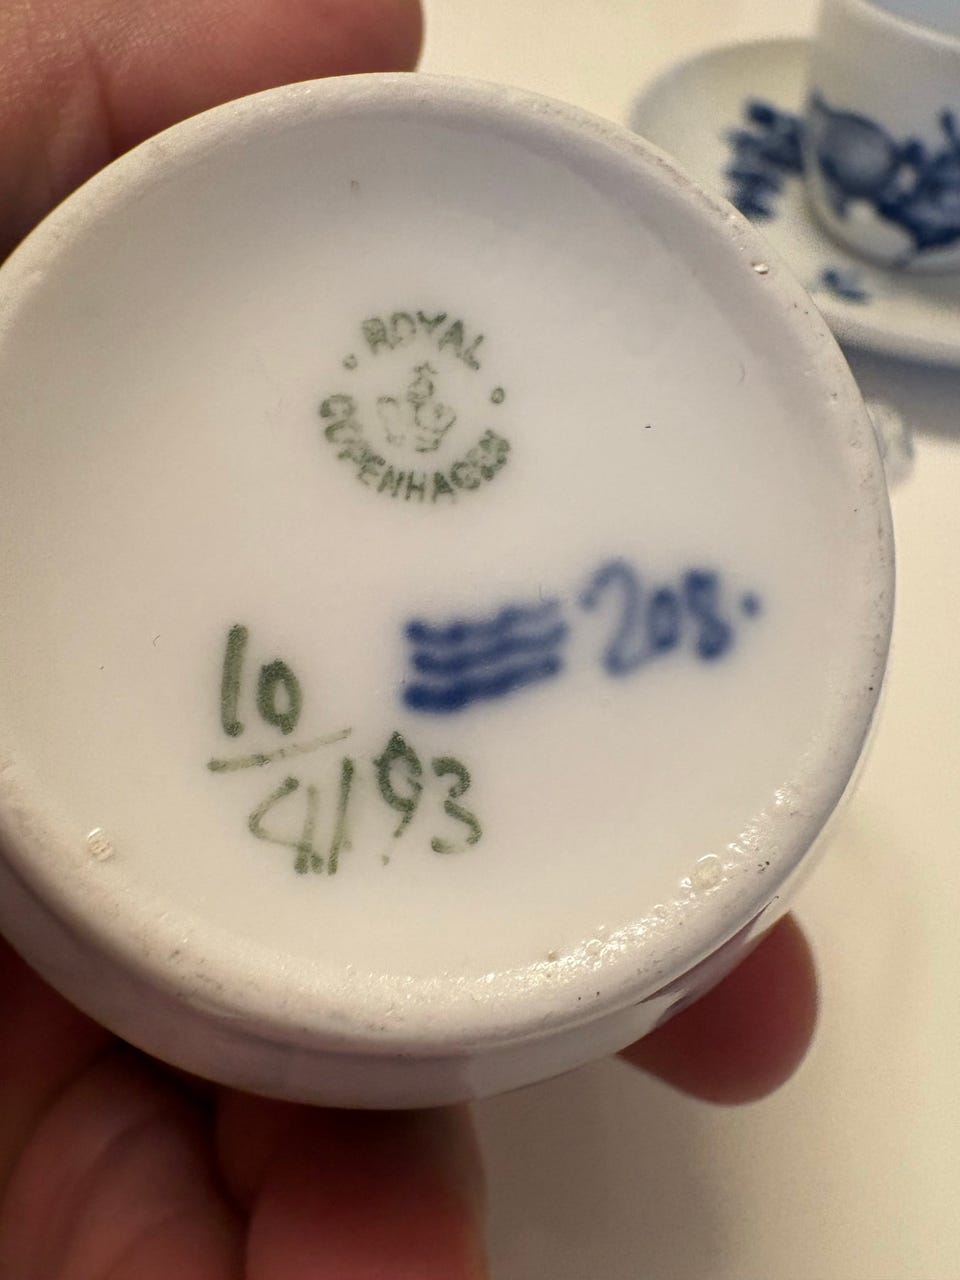 ROYAL
COPENHAGEN
208.
10
4193